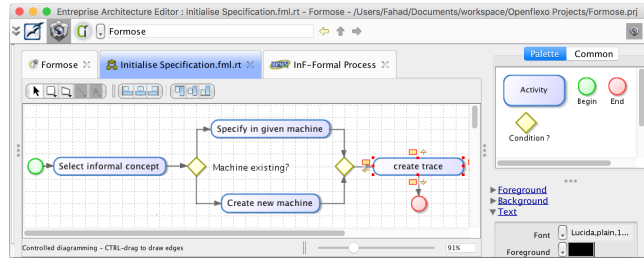 Entreprise Architecture Editor : Initialise Specification.fml.rt - Formose - /Users/Fahad/Documents/workspace/Openflexo Projects/Formose.prj
Formose
Formose
Initialise Specification.fml.rt
InF-Formal Process
Palette
Common
Activity
Begin
End
Condition ?
Specify in given machine
Select informal concept
Machine existing?
create trace
Create new machine
Foreground
Background
Text
Font
Lucida,plain,1...
Foreground
Controlled diagramming - CTRL-drag to draw edges
91%